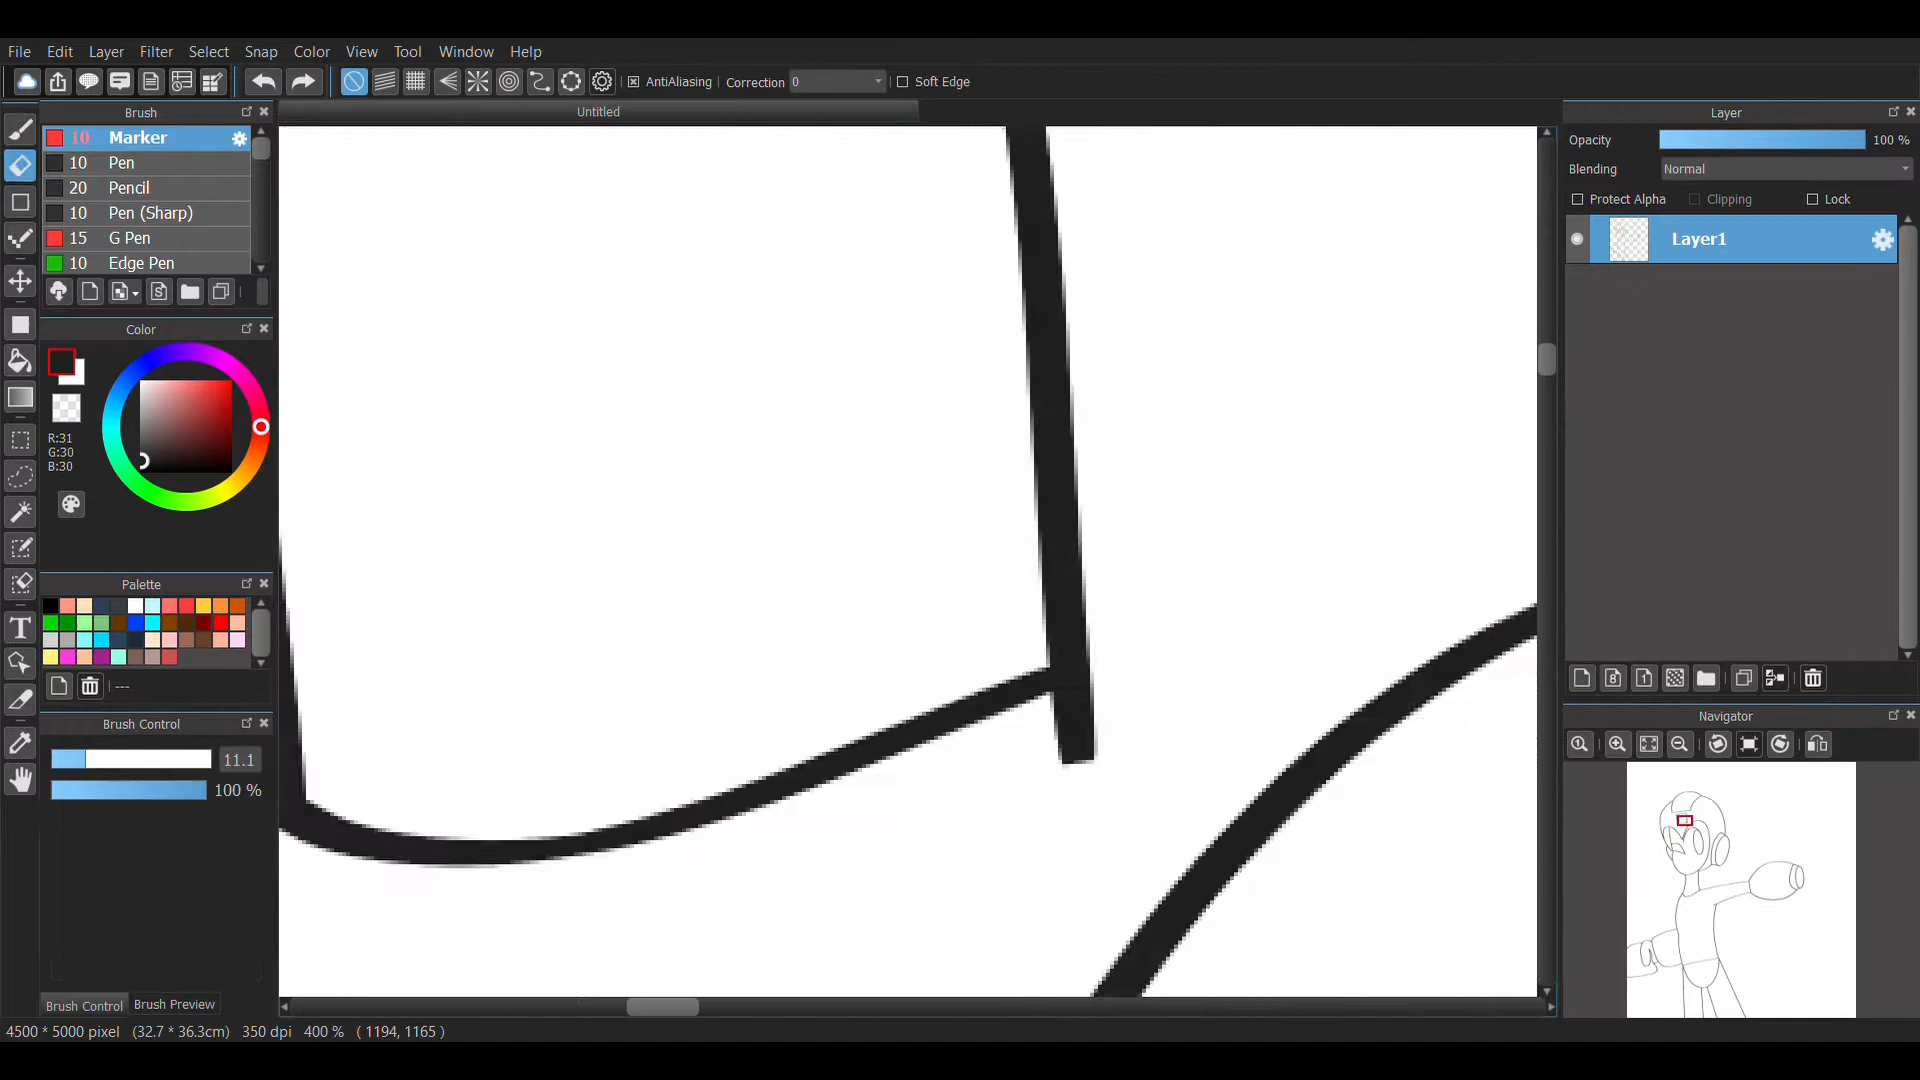 File Edit Layer Filter Select Snap Color View Tool Window Help
AntiAliasing Correction 0 Soft Edge
Brush
10 Marker
10 Pen
20 Pencil
10 Pen (Sharp)
15 G Pen
10 Edge Pen
Color
R:31
G:30
B:30
Palette
---
Brush Control
11.1
100 %
Brush Control Brush Preview
4500 * 5000 pixel (32.7 * 36.3cm) 350 dpi 400 % ( 1194, 1165 )
Untitled
Layer
Opacity 100 %
Blending Normal
Protect Alpha Clipping Lock
Layer1
8 1
Navigator